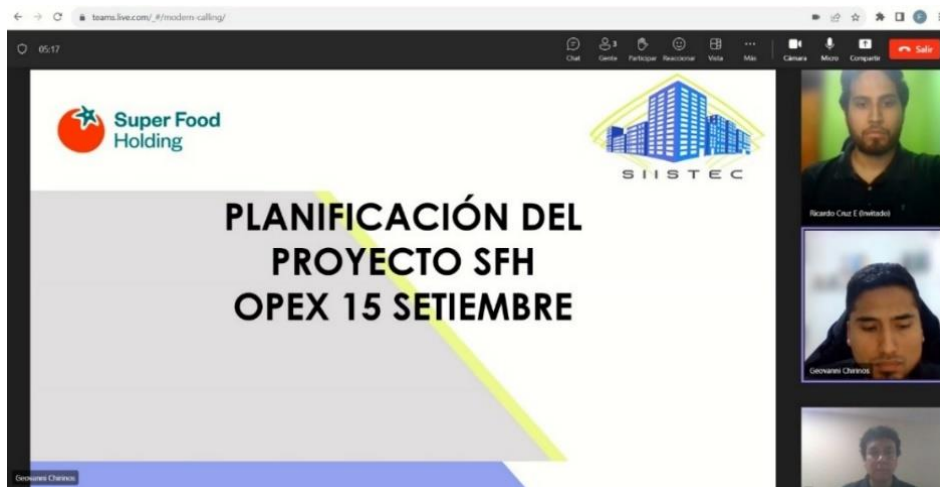 teams.live.com/_#/modern-calling/
05:17
Chat
Gente 3
Participar
Reaccionar
Vista
Más
Cámara
Micro
Compartir
Salir
Super Food
Holding
SIISTEC
PLANIFICACIÓN DEL
PROYECTO SFH
OPEX 15 SETIEMBRE
Ricardo Cruz E (Invitado)
Geovanni Chirinos
Geovanni Chirinos